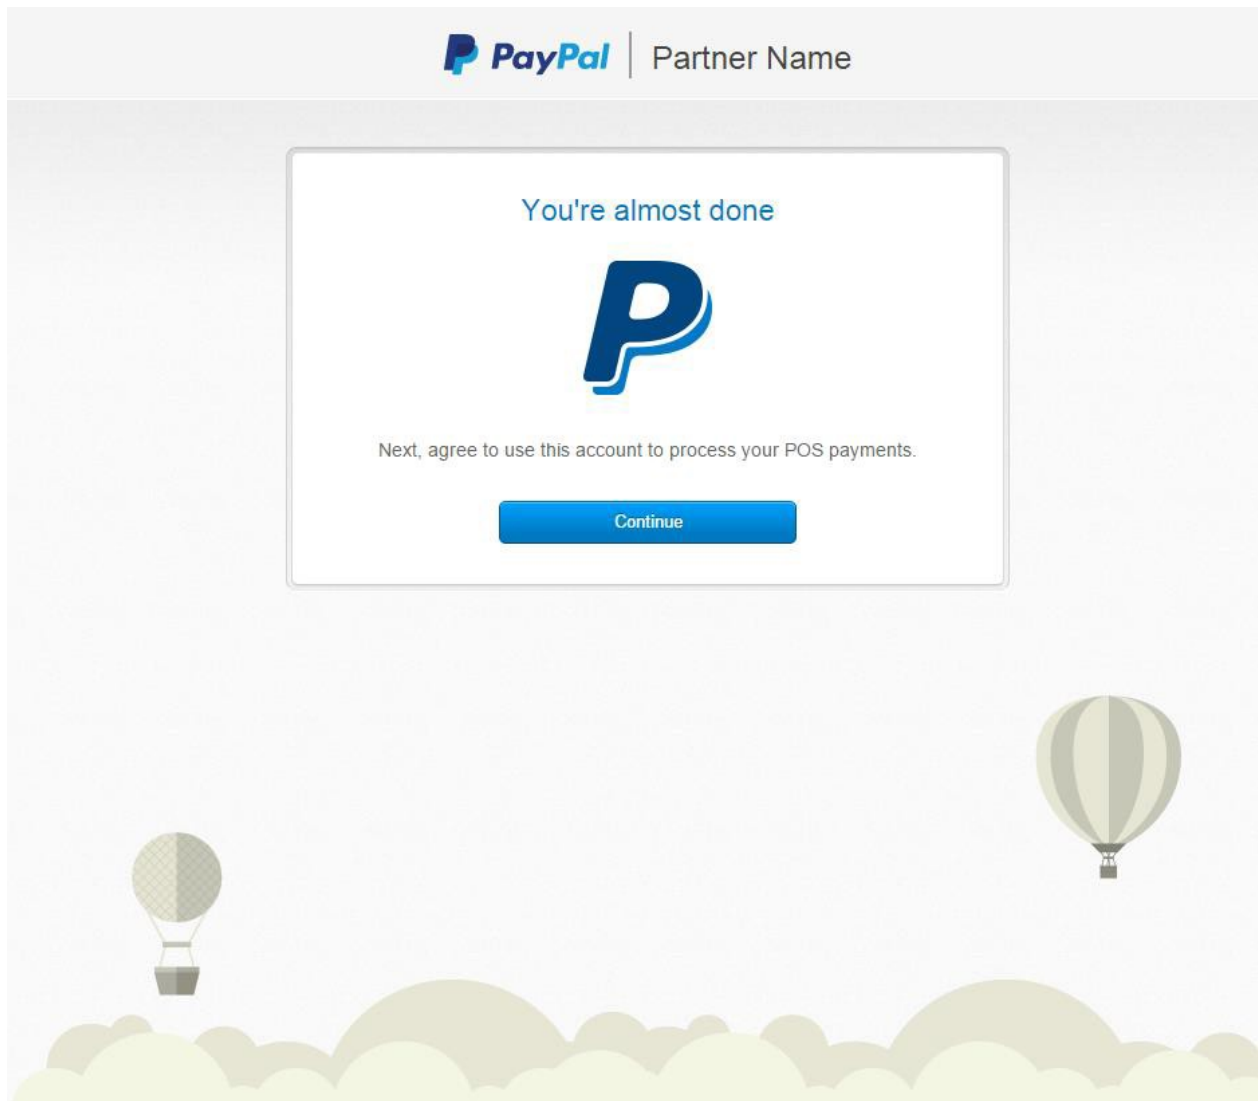 PayPal | Partner Name
You're almost done
Next, agree to use this account to process your POS payments.
Continue